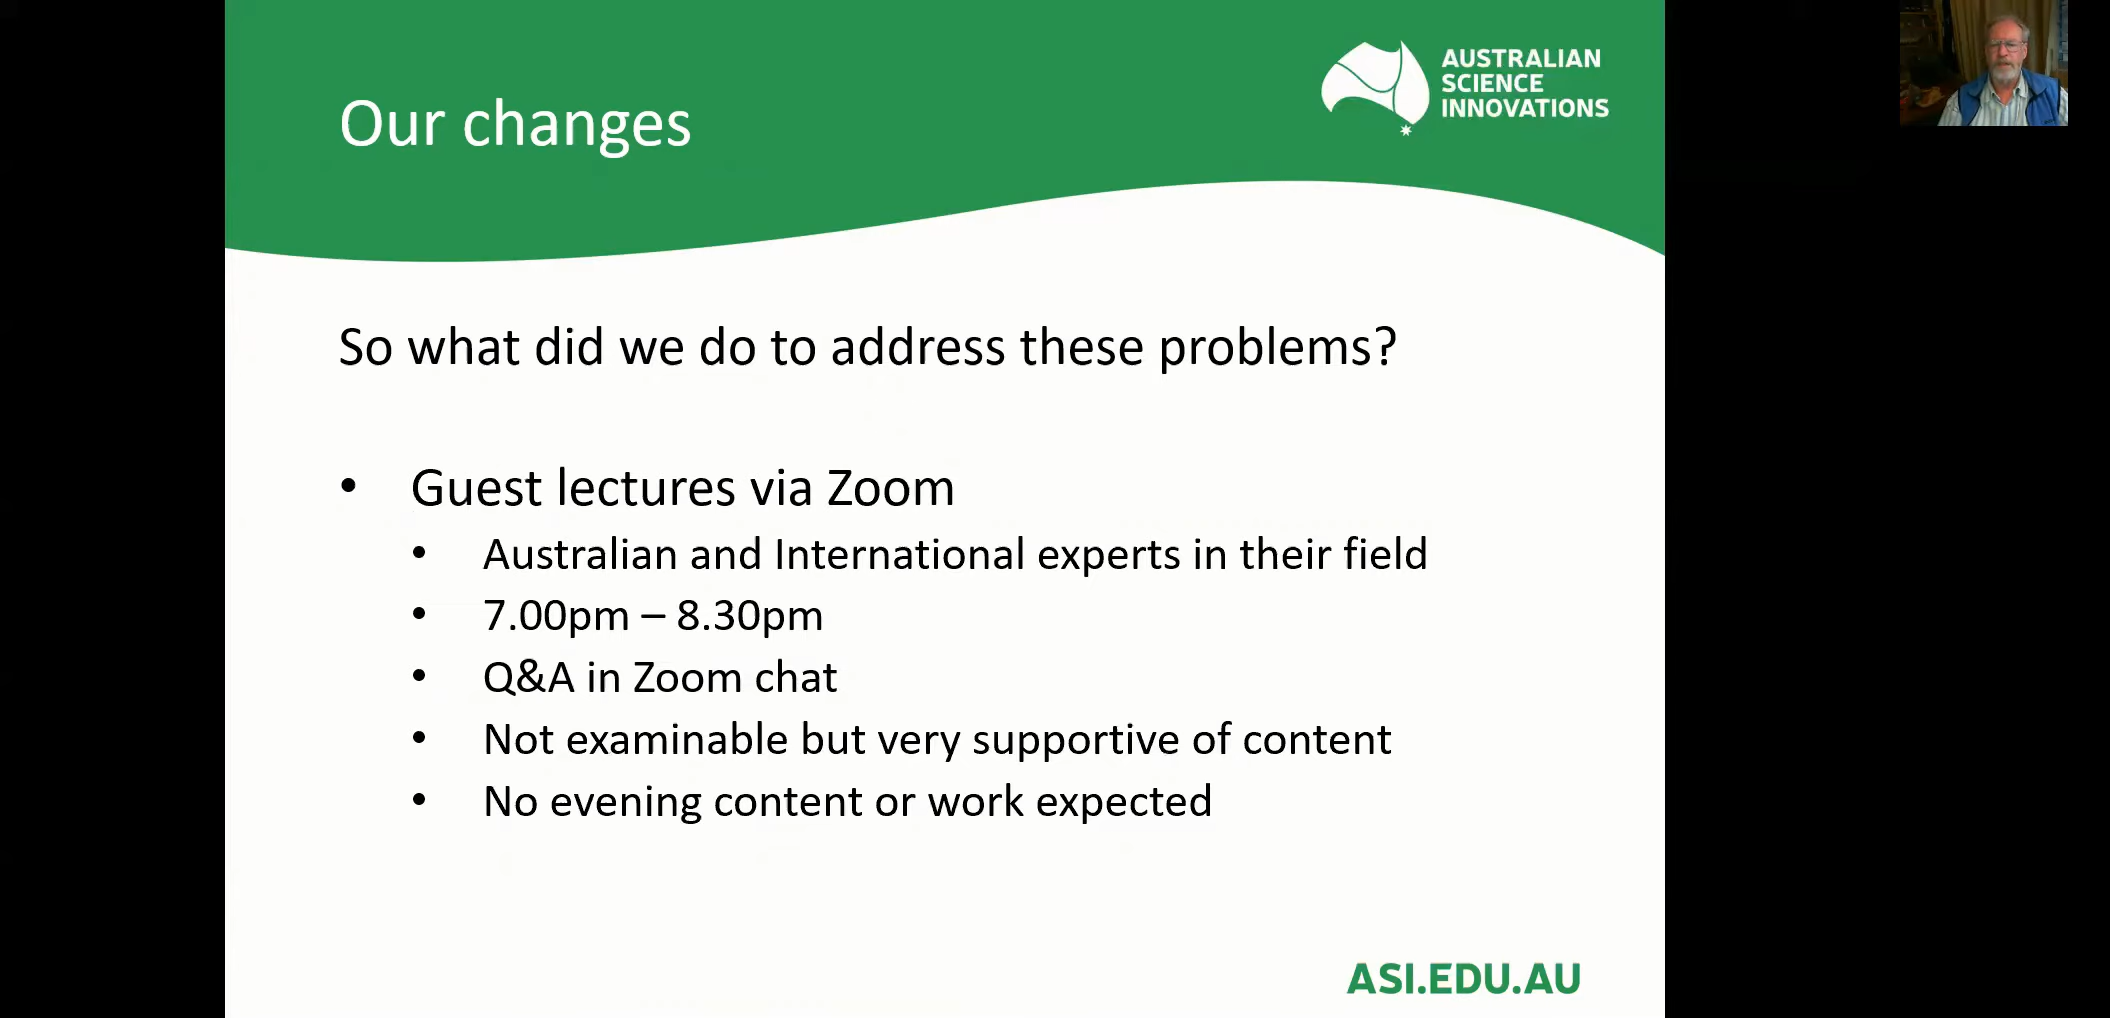 Our changes
AUSTRALIAN
SCIENCE
INNOVATIONS
So what did we do to address these problems?
• Guest lectures via Zoom
• Australian and International experts in their field
• 7.00pm – 8.30pm
• Q&A in Zoom chat
• Not examinable but very supportive of content
• No evening content or work expected
ASI.EDU.AU